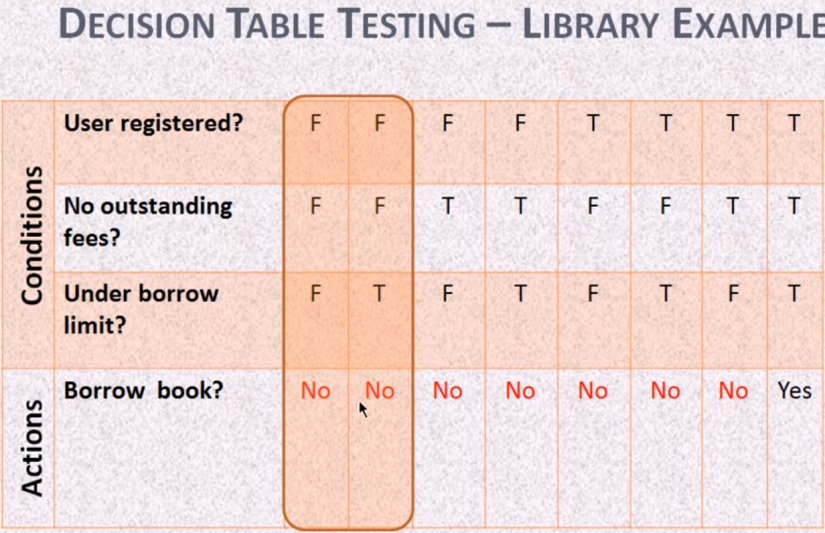 DECISION TABLE TESTING – LIBRARY EXAMPLE
Conditions
User registered? F F F F T T T T
No outstanding F F T T F F T T
fees?
Under borrow F T F T F T F T
limit?
Actions
Borrow book? No No No No No No No Yes